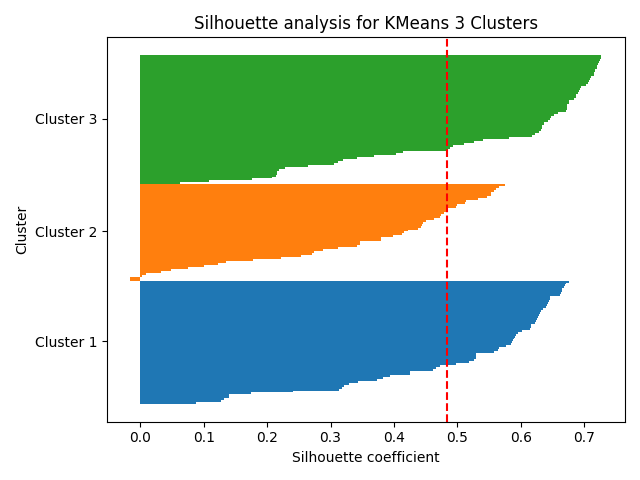 Silhouette analysis for KMeans 3 Clusters
Cluster 3
Cluster 2
Cluster 1
Cluster
0.0 0.1 0.2 0.3 0.4 0.5 0.6 0.7
Silhouette coefficient